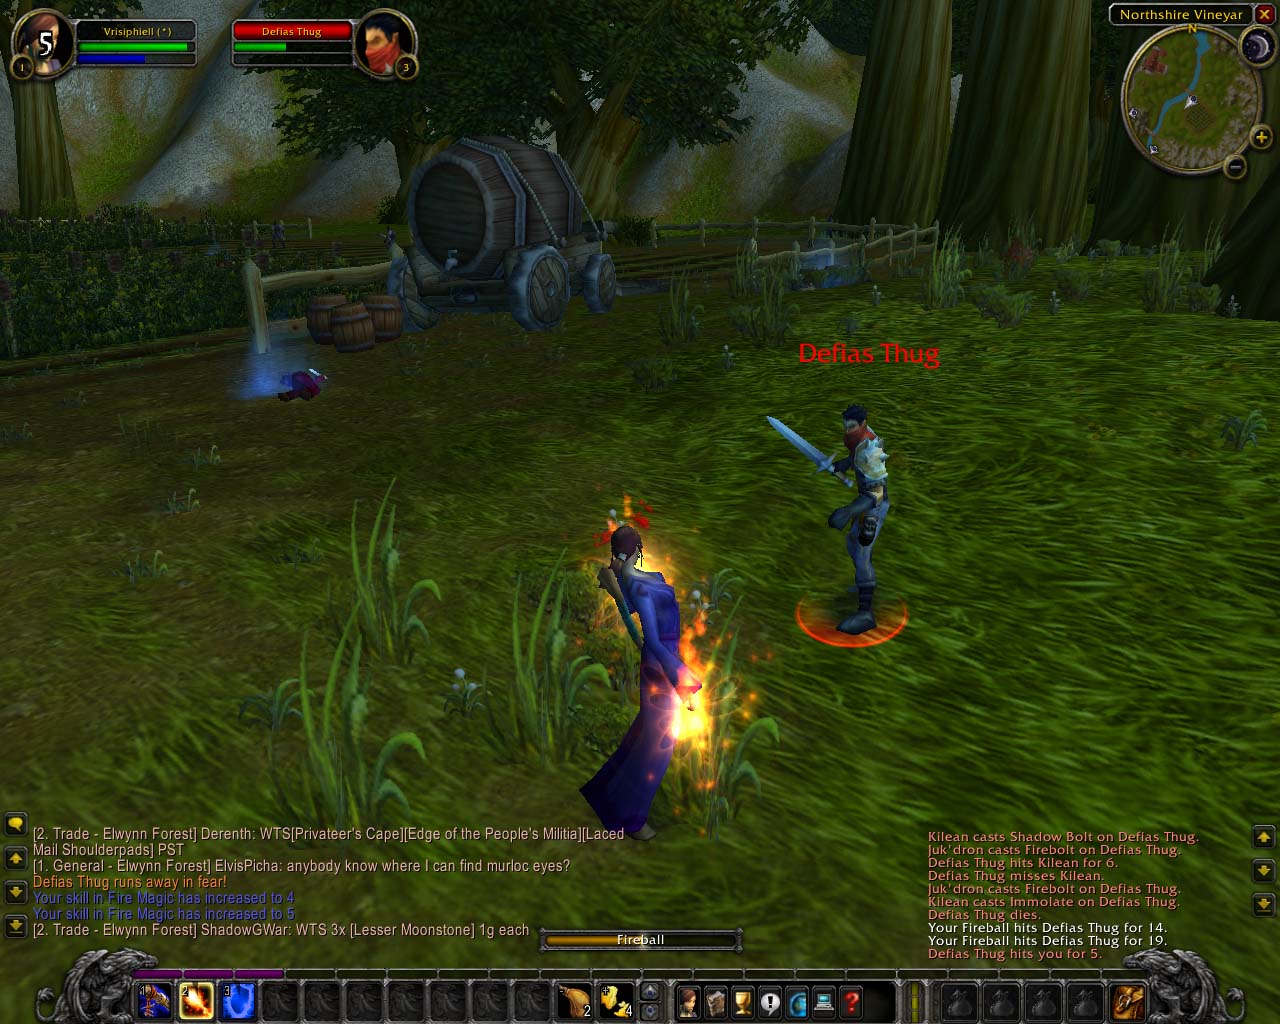 Vrisiphiell (*)
5
1
Defias Thug
3
Northshire Vineyar
N
Defias Thug
[2. Trade - Elwynn Forest] Derenth: WTS[Privateer's Cape][Edge of the People's Militia][Laced
Mail Shoulderpads] PST
[1. General - Elwynn Forest] ElvisPicha: anybody know where I can find murloc eyes?
Defias Thug runs away in fear!
Your skill in Fire Magic has increased to 4
Your skill in Fire Magic has increased to 5
[2. Trade - Elwynn Forest] ShadowGWar: WTS 3x [Lesser Moonstone] 1g each
Kilean casts Shadow Bolt on Defias Thug.
Juk'dron casts Firebolt on Defias Thug.
Defias Thug hits Kilean for 6.
Defias Thug misses Kilean.
Juk'dron casts Firebolt on Defias Thug.
Kilean casts Immolate on Defias Thug.
Defias Thug dies.
Your Fireball hits Defias Thug for 14.
Your Fireball hits Defias Thug for 19.
Defias Thug hits you for 5.
Fireball
1 2 3 2 + 4 ! ?